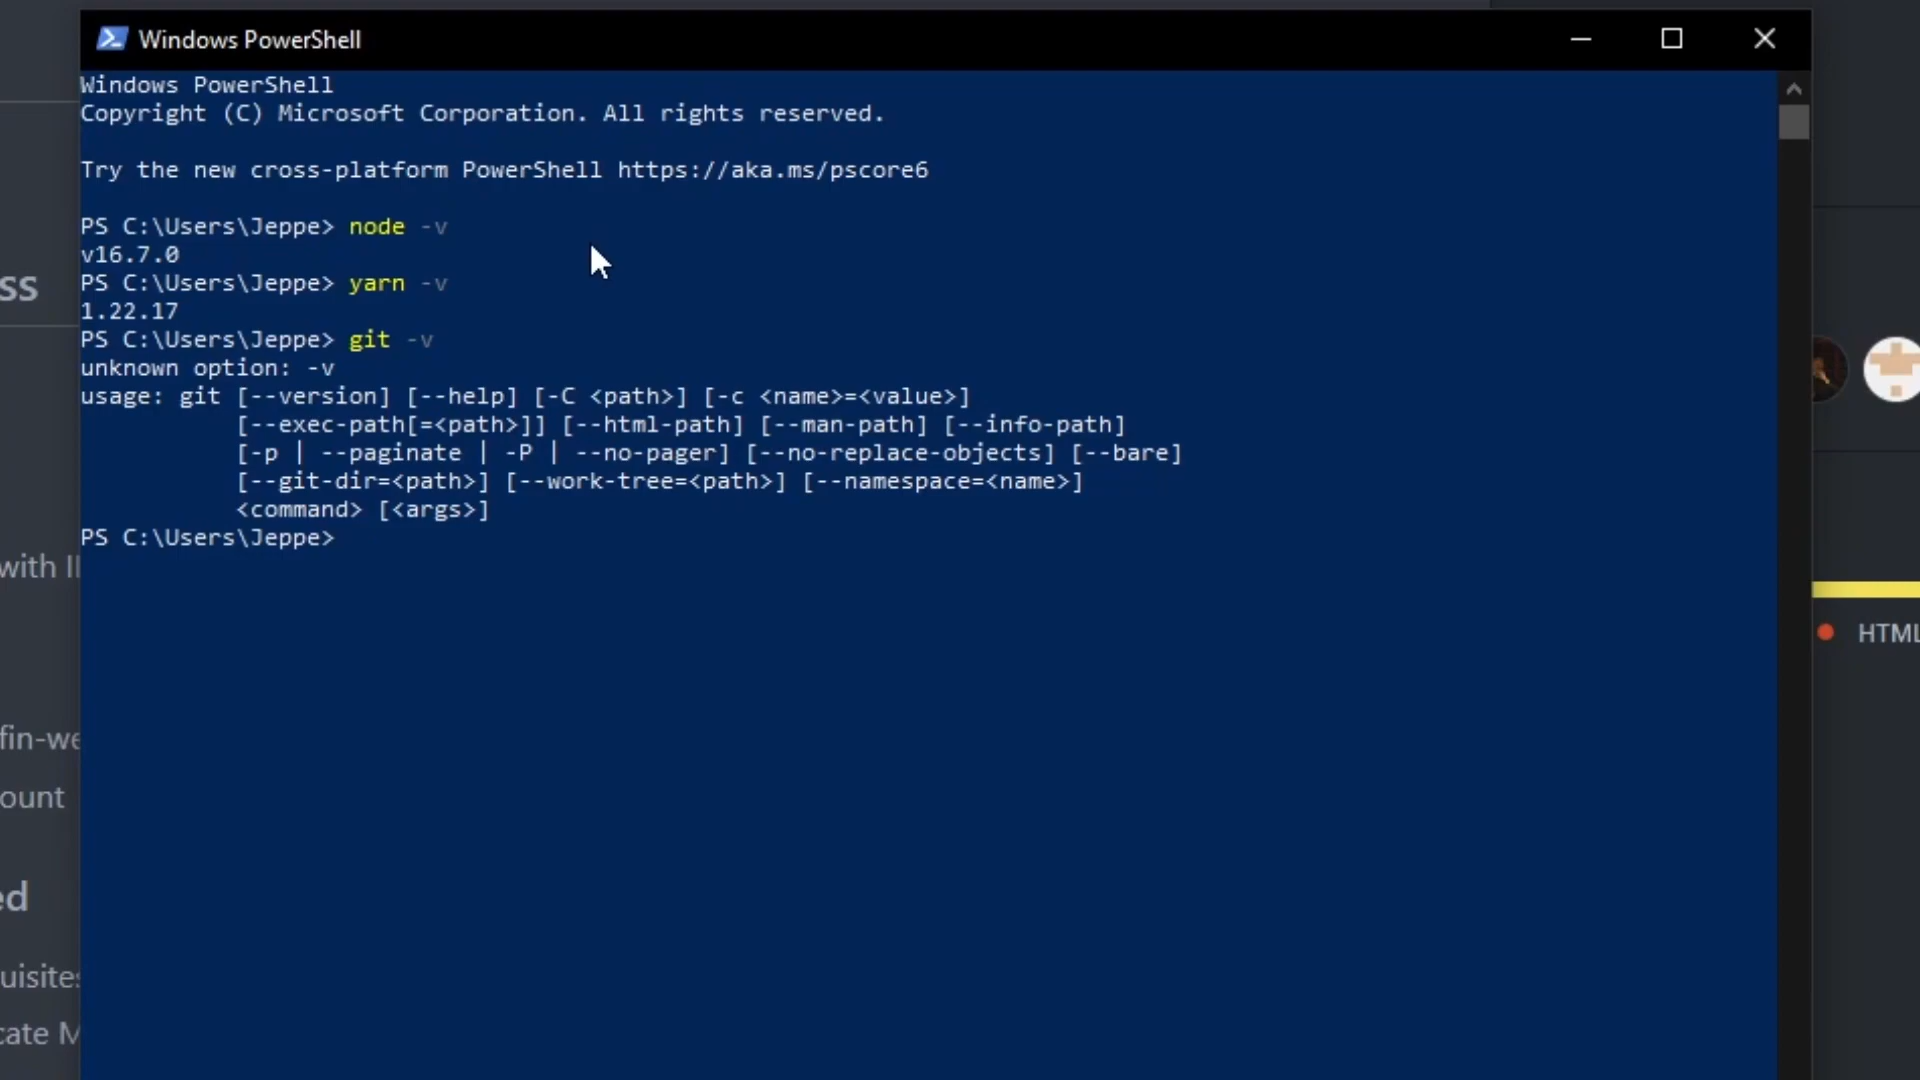 Windows PowerShell
Windows PowerShell
Copyright (C) Microsoft Corporation. All rights reserved.
Try the new cross-platform PowerShell https://aka.ms/pscore6
PS C:\Users\Jeppe> node -v
v16.7.0
PS C:\Users\Jeppe> yarn -v
1.22.17
PS C:\Users\Jeppe> git -v
unknown option: -v
usage: git [--version] [--help] [-C <path>] [-c <name>=<value>]
[--exec-path[=<path>]] [--html-path] [--man-path] [--info-path]
[-p | --paginate | -P | --no-pager] [--no-replace-objects] [--bare]
[--git-dir=<path>] [--work-tree=<path>] [--namespace=<name>]
<command> [<args>]
PS C:\Users\Jeppe>
ss
with
fin-we
ount
ed
uisites
cate M
HTML